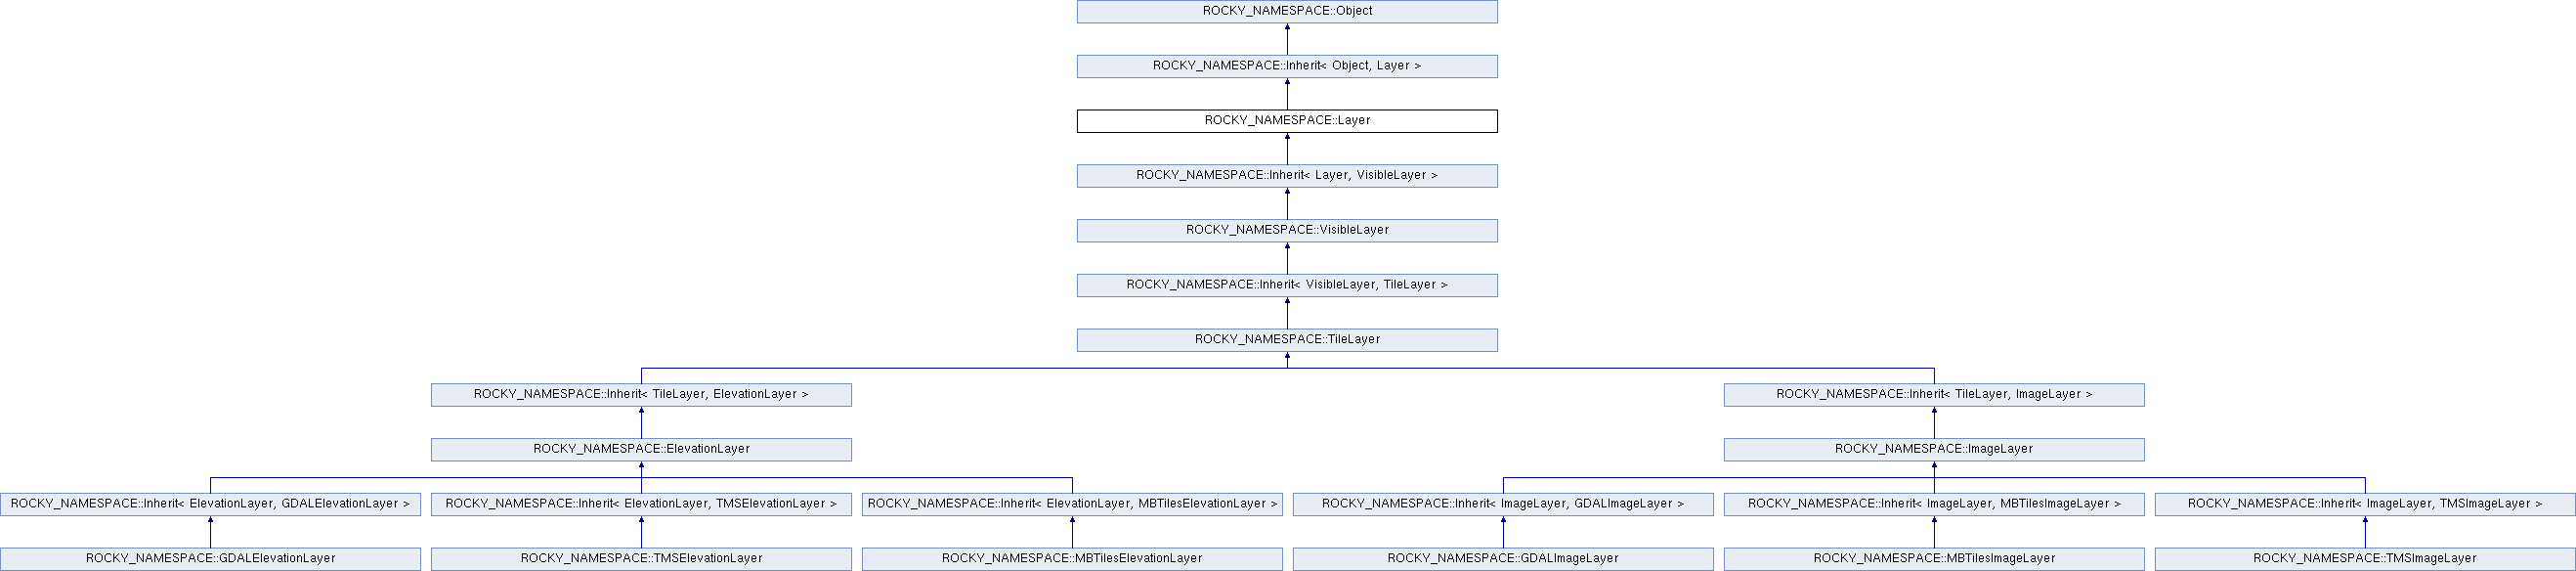 ROCKY_NAMESPACE::Object
ROCKY_NAMESPACE::Inherit< Object, Layer >
ROCKY_NAMESPACE::Layer
ROCKY_NAMESPACE::Inherit< Layer, VisibleLayer >
ROCKY_NAMESPACE::VisibleLayer
ROCKY_NAMESPACE::Inherit< VisibleLayer, TileLayer >
ROCKY_NAMESPACE::TileLayer
ROCKY_NAMESPACE::Inherit< TileLayer, ElevationLayer >
ROCKY_NAMESPACE::Inherit< TileLayer, ImageLayer >
ROCKY_NAMESPACE::ElevationLayer
ROCKY_NAMESPACE::ImageLayer
ROCKY_NAMESPACE::Inherit< ElevationLayer, GDALElevationLayer >
ROCKY_NAMESPACE::Inherit< ElevationLayer, TMSElevationLayer >
ROCKY_NAMESPACE::Inherit< ElevationLayer, MBTilesElevationLayer >
ROCKY_NAMESPACE::Inherit< ImageLayer, GDALImageLayer >
ROCKY_NAMESPACE::Inherit< ImageLayer, MBTilesImageLayer >
ROCKY_NAMESPACE::Inherit< ImageLayer, TMSImageLayer >
ROCKY_NAMESPACE::GDALElevationLayer
ROCKY_NAMESPACE::TMSElevationLayer
ROCKY_NAMESPACE::MBTilesElevationLayer
ROCKY_NAMESPACE::GDALImageLayer
ROCKY_NAMESPACE::MBTilesImageLayer
ROCKY_NAMESPACE::TMSImageLayer